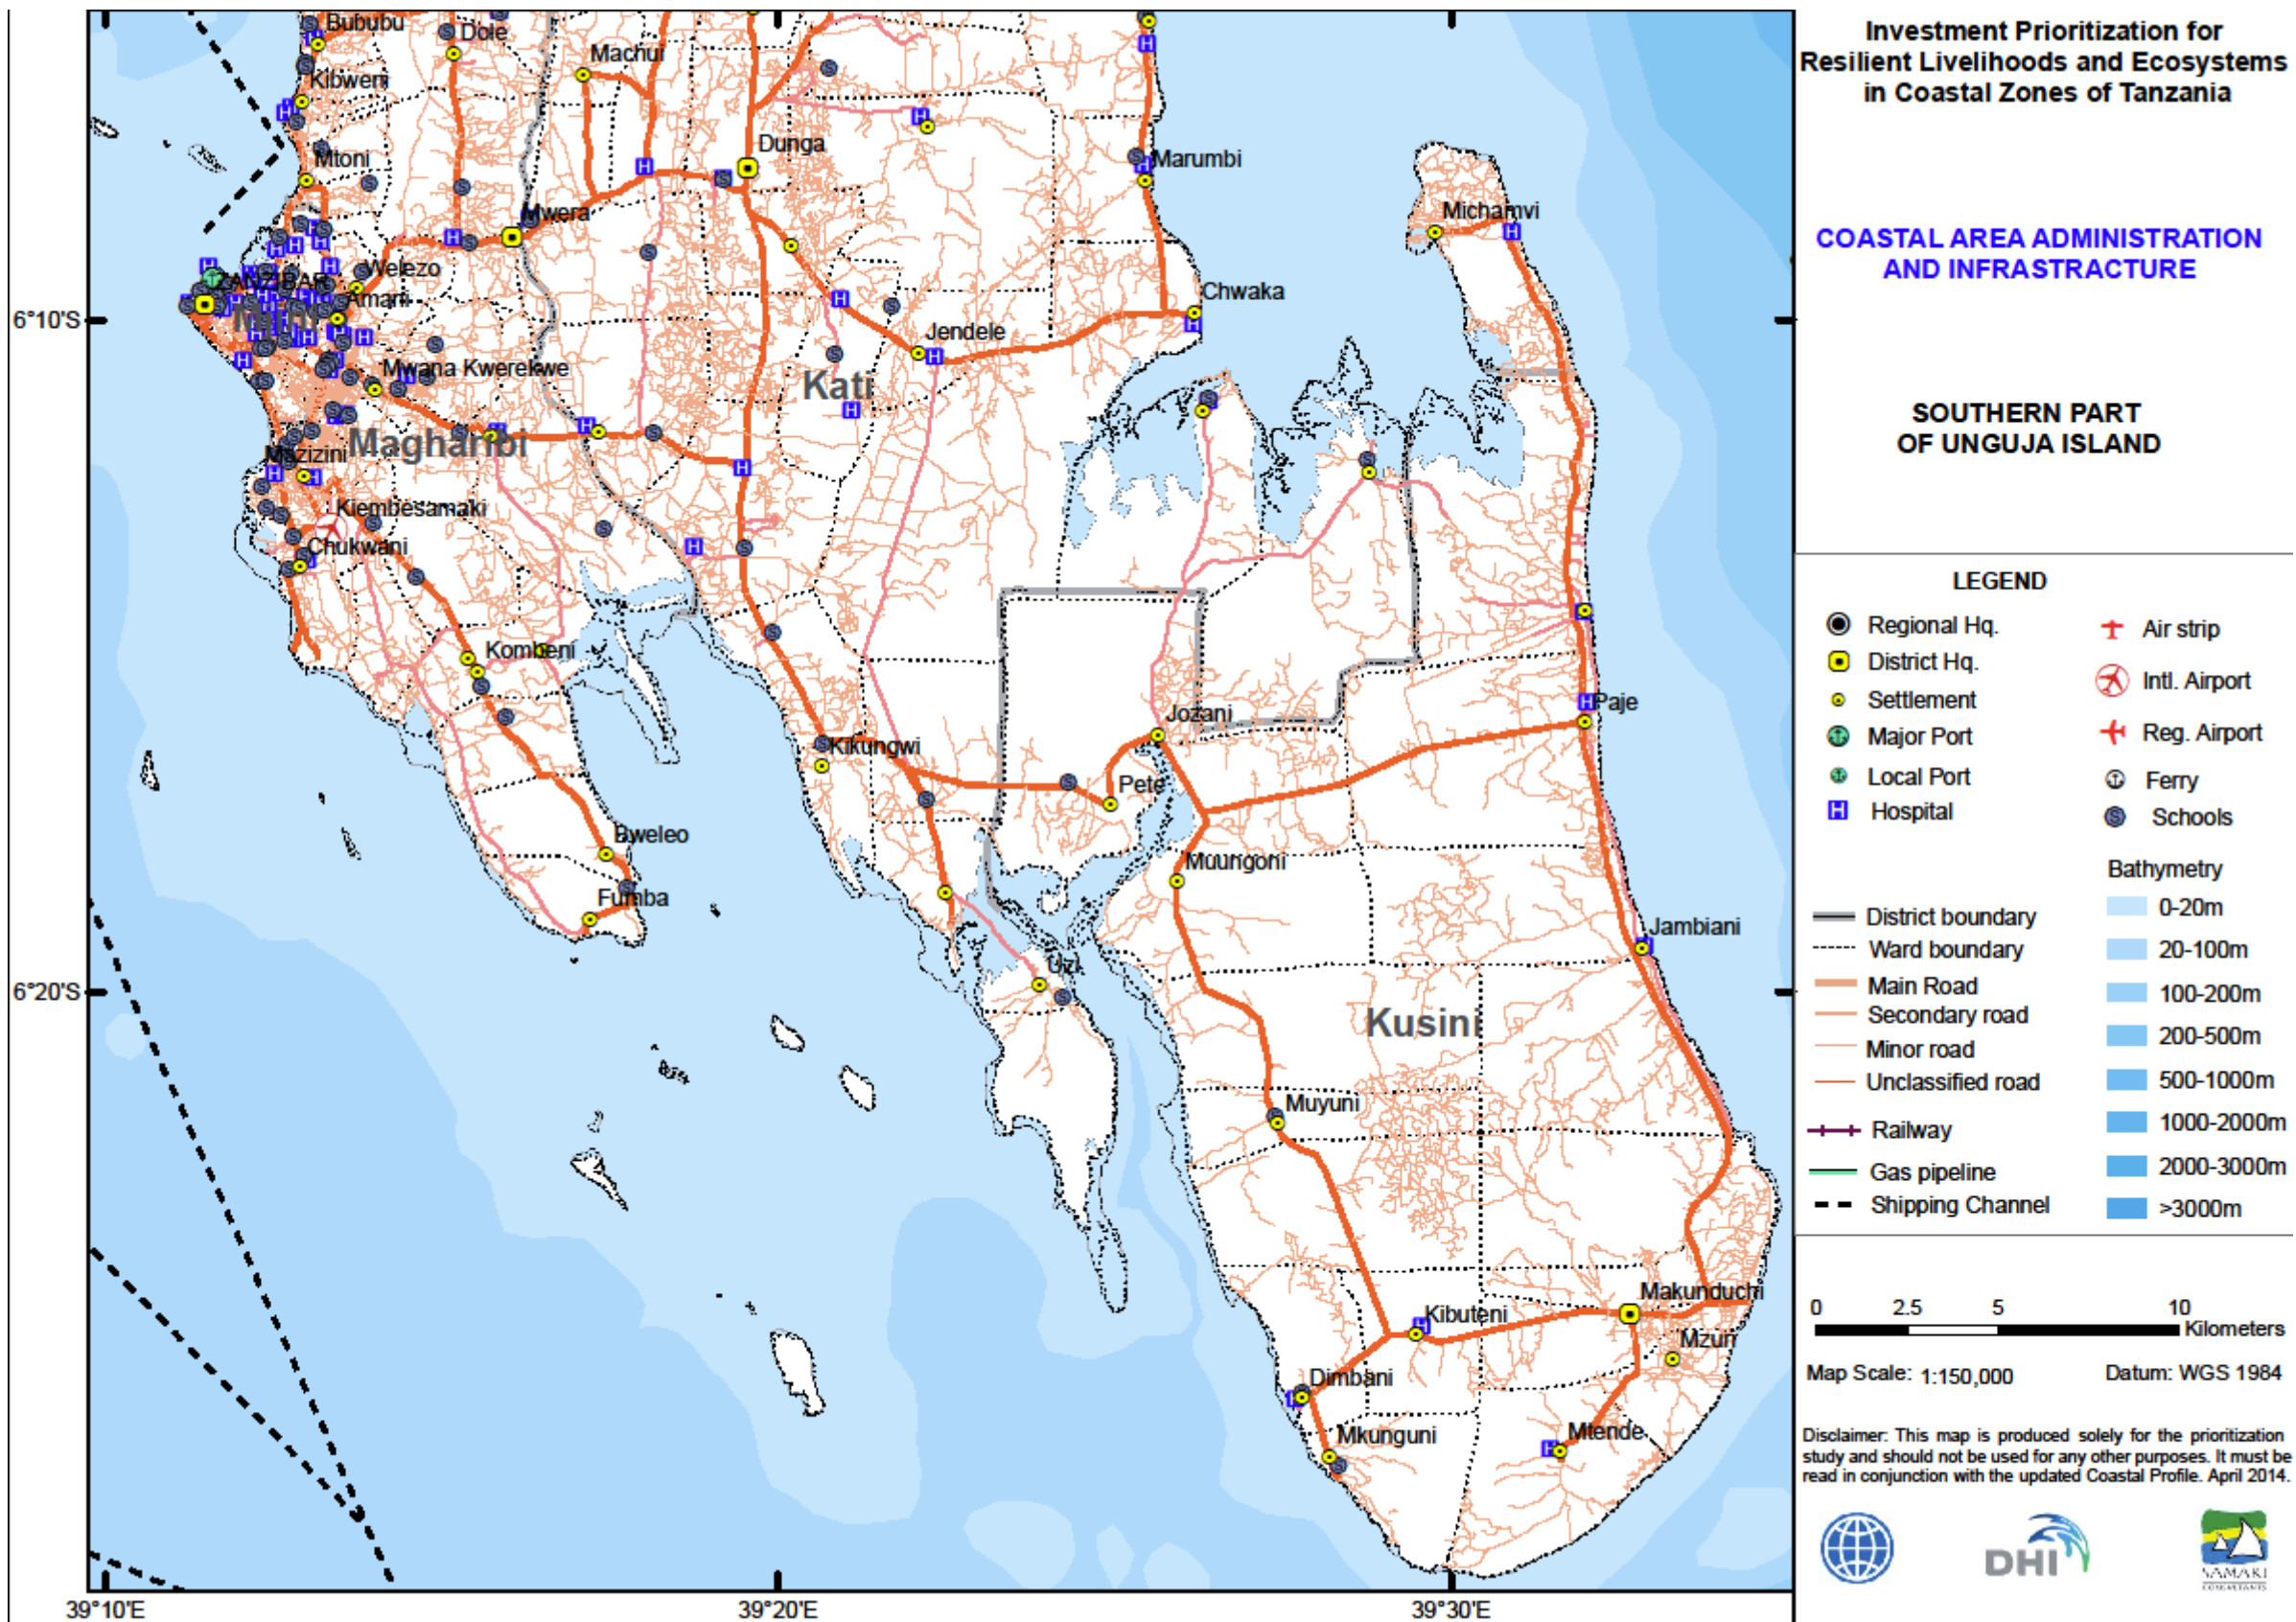 Investment Prioritization for
Resilient Livelihoods and Ecosystems
in Coastal Zones of Tanzania
COASTAL AREA ADMINISTRATION
AND INFRASTRACTURE
SOUTHERN PART
OF UNGUJA ISLAND
LEGEND
Regional Hq.
District Hq.
Settlement
Major Port
Local Port
Hospital
Air strip
Intl. Airport
Reg. Airport
Ferry
Schools
District boundary
Ward boundary
Main Road
Secondary road
Minor road
Unclassified road
Railway
Gas pipeline
Shipping Channel
Bathymetry
0-20m
20-100m
100-200m
200-500m
500-1000m
1000-2000m
2000-3000m
>3000m
0 2.5 5 10
Kilometers
Map Scale: 1:150,000 Datum: WGS 1984
Disclaimer: This map is produced solely for the prioritization
study and should not be used for any other purposes. It must be
read in conjunction with the updated Coastal Profile. April 2014.
DHI
SAMAKI
CONSULTANTS
Bububu
Dole
Machui
Kibweni
Mtoni
Dunga
Marumbi
Mwera
Michamvi
Welezo
ZANZIBAR
Amani
Chwaka
6°10'S
Jendele
Mwana Kwerekwe
Kati
Magharibi
Mazizini
Kiembesamaki
Chukwani
Kombeni
Paje
Jozani
Kikungwi
Pete
Bweleo
Muungoni
Fumba
Jambiani
Uzi
6°20'S
Kusini
Muyuni
Makunduchi
Kibuteni
Mzuri
Dimbani
Mkunguni
Mtende
39°10'E
39°20'E
39°30'E